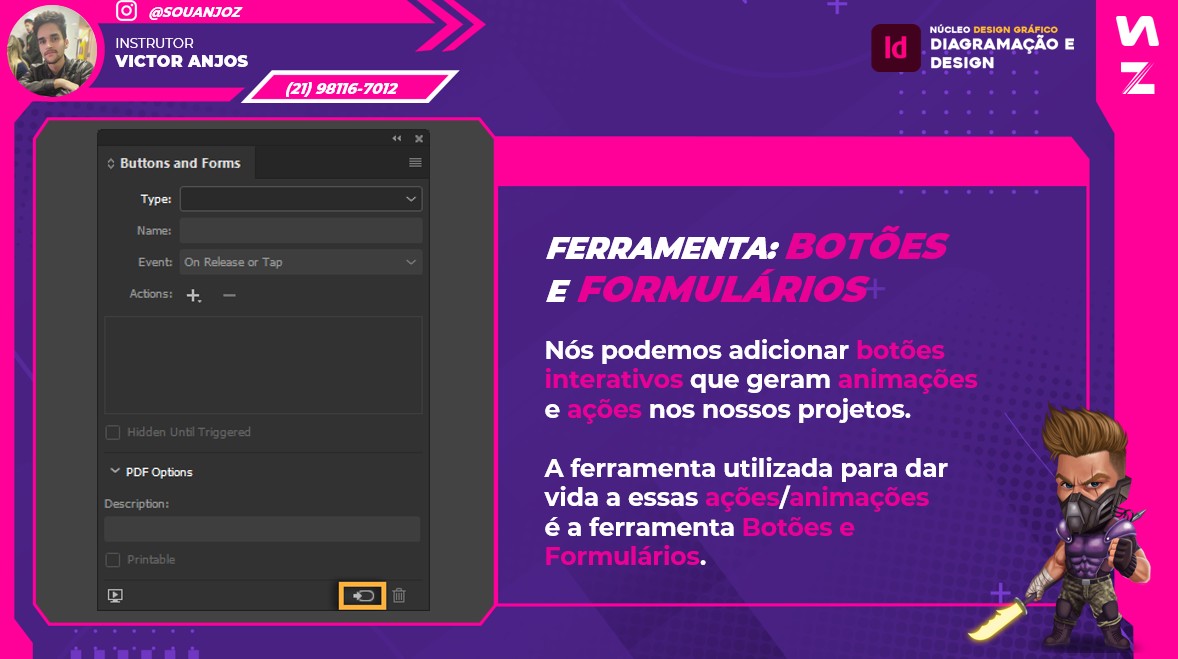 @SOUANJOZ
INSTRUTOR
VICTOR ANJOS
(21) 98116-7012
Id
NÚCLEO DESIGN GRÁFICO
DIAGRAMAÇÃO E
DESIGN
Buttons and Forms
Type:
Name:
Event: On Release or Tap
Actions:
Hidden Until Triggered
PDF Options
Description:
Printable
FERRAMENTA: BOTÕES
E FORMULÁRIOS
Nós podemos adicionar botões
interativos que geram animações
e ações nos nossos projetos.
A ferramenta utilizada para dar
vida a essas ações/animações
é a ferramenta Botões e
Formulários.